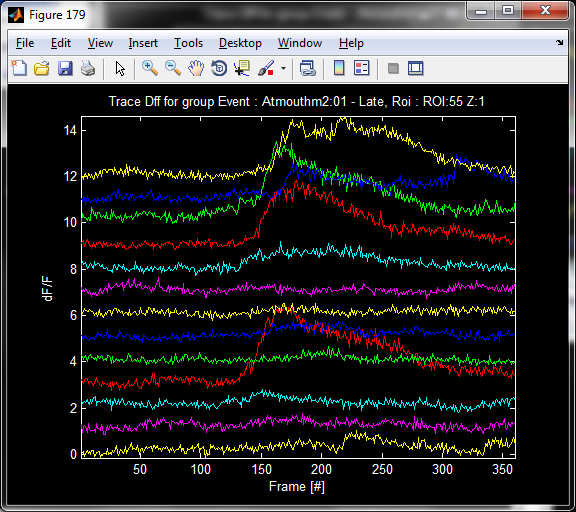 Figure 179
File Edit View Insert Tools Desktop Window Help
Trace Dff for group Event : Atmouthm2:01 - Late, Roi : ROI:55 Z:1
14
12
10
8
6
4
2
0
dF/F
50 100 150 200 250 300 350
Frame [#]